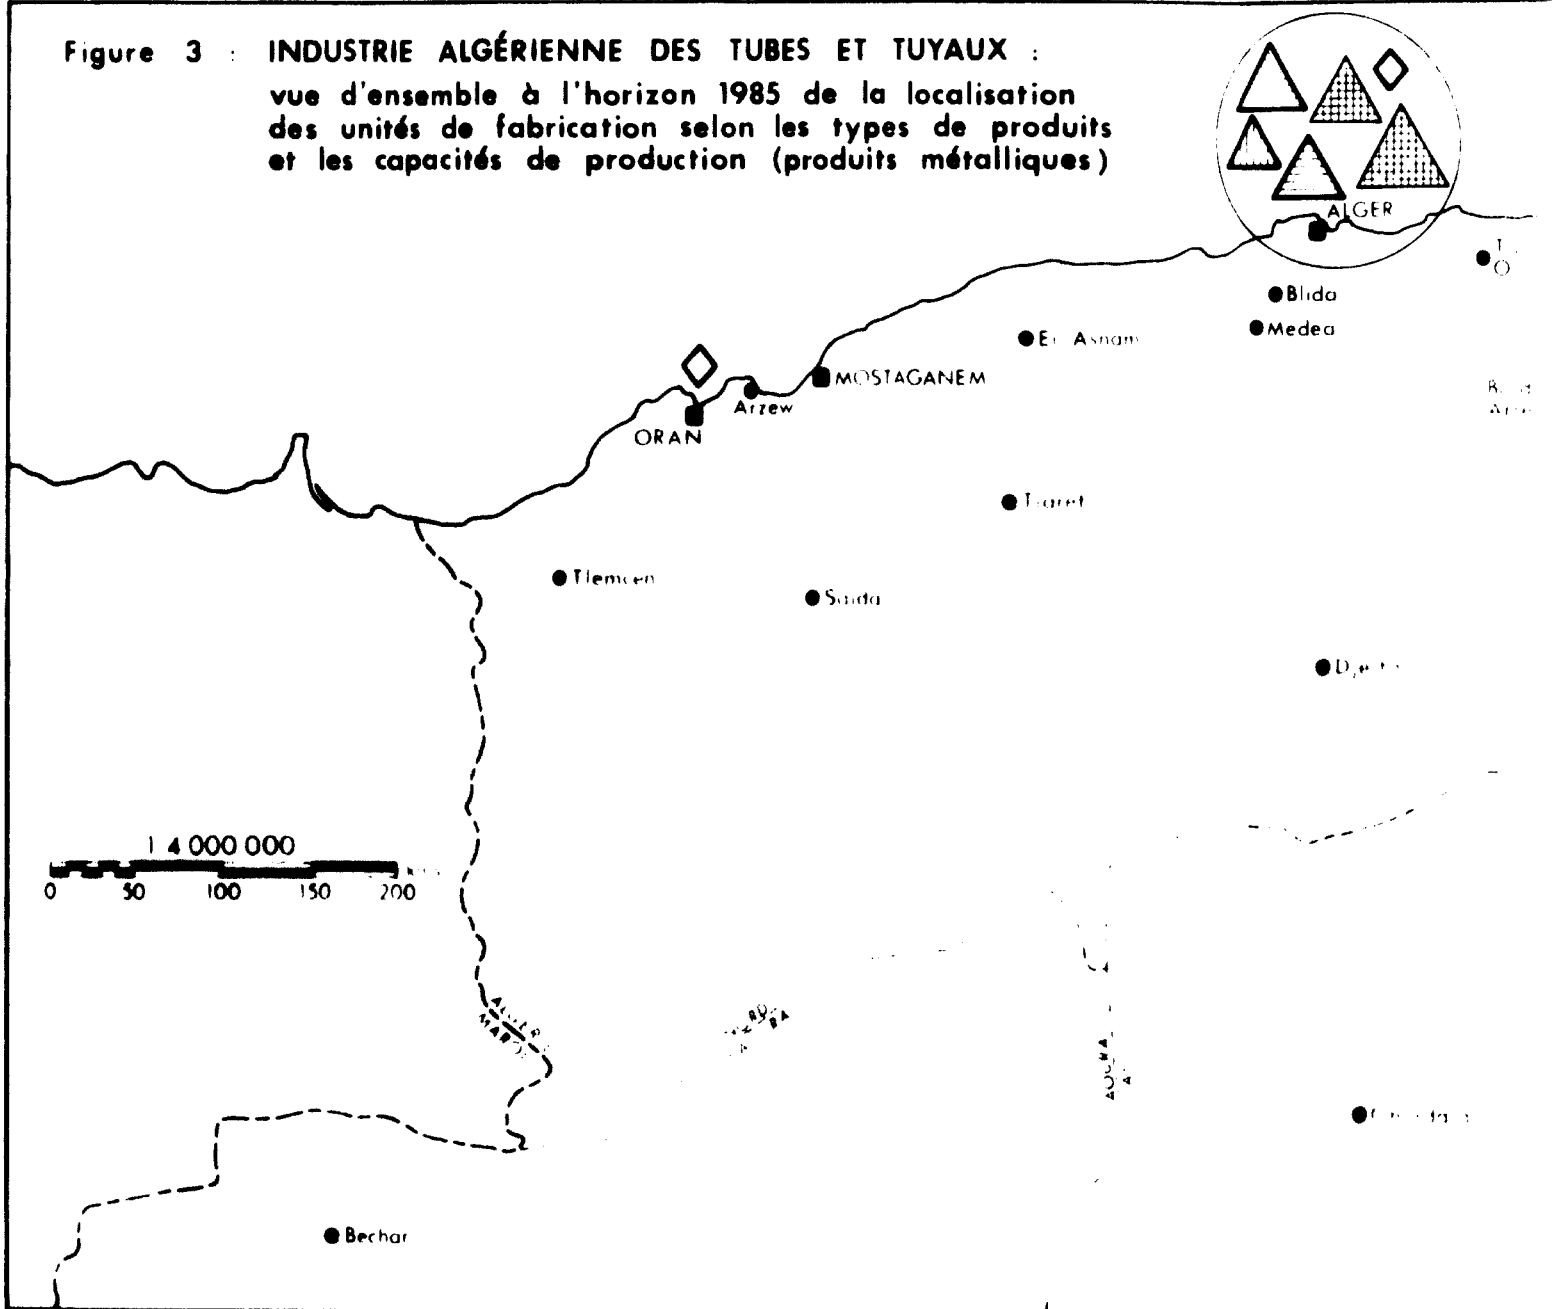 Figure 3 : INDUSTRIE ALGÉRIENNE DES TUBES ET TUYAUX :
vue d'ensemble à l'horizon 1985 de la localisation
des unités de fabrication selon les types de produits
et les capacités de production (produits métalliques)
ALGER
Blida
Medea
Asnam
MOSTAGANEM
Arzew
ORAN
Tiaret
Tlemcen
Saida
1 4 000 000
0 50 100 150 200
MAROC
Bechar